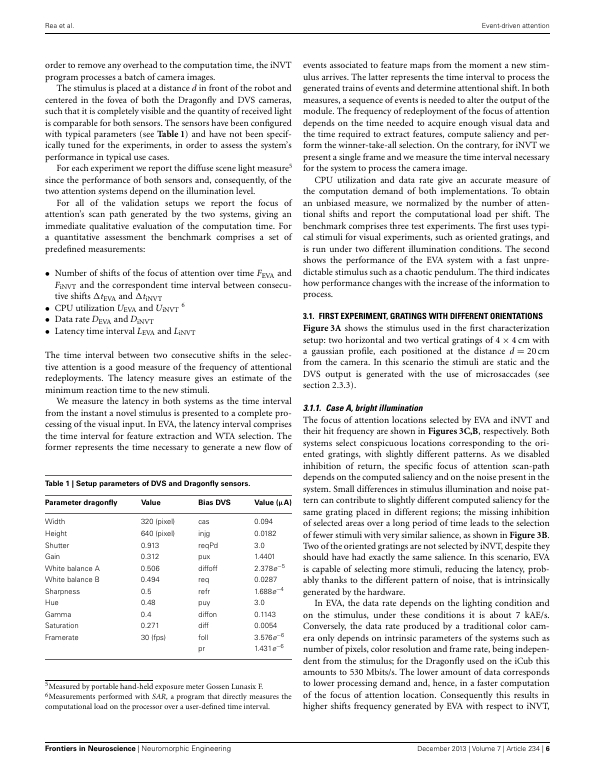 Rea et al.
Event-driven attention
order to remove any overhead to the computation time, the iNVT
program processes a batch of camera images.
The stimulus is placed at a distance d in front of the robot and
centered in the fovea of both the Dragonfly and DVS cameras,
such that it is completely visible and the quantity of received light
is comparable for both sensors. The sensors have been configured
with typical parameters (see Table 1) and have not been specif-
ically tuned for the experiments, in order to assess the system's
performance in typical use cases.
For each experiment we report the diffuse scene light measure5
since the performance of both sensors and, consequently, of the
two attention systems depend on the illumination level.
For all of the validation setups we report the focus of
attention's scan path generated by the two systems, giving an
immediate qualitative evaluation of the computation time. For
a quantitative assessment the benchmark comprises a set of
predefined measurements:
• Number of shifts of the focus of attention over time FEVA and
FiNVT and the correspondent time interval between consecu-
tive shifts ΔtEVA and ΔtiNVT
• CPU utilization UEVA and UiNVT 6
• Data rate DEVA and DiNVT
• Latency time interval LEVA and LiNVT
The time interval between two consecutive shifts in the selec-
tive attention is a good measure of the frequency of attentional
redeployments. The latency measure gives an estimate of the
minimum reaction time to the new stimuli.
We measure the latency in both systems as the time interval
from the instant a novel stimulus is presented to a complete pro-
cessing of the visual input. In EVA, the latency interval comprises
the time interval for feature extraction and WTA selection. The
former represents the time necessary to generate a new flow of
Table 1 | Setup parameters of DVS and Dragonfly sensors.
Parameter dragonfly Value Bias DVS Value (μA)
Width 320 (pixel) cas 0.094
Height 640 (pixel) injg 0.0182
Shutter 0.913 reqPd 3.0
Gain 0.312 pux 1.4401
White balance A 0.506 diffoff 2.378e−5
White balance B 0.494 req 0.0287
Sharpness 0.5 refr 1.688e−4
Hue 0.48 puy 3.0
Gamma 0.4 diffon 0.1143
Saturation 0.271 diff 0.0054
Framerate 30 (fps) foll 3.576e−6
pr 1.431e−6
5Measured by portable hand-held exposure meter Gossen Lunasix F.
6Measurements performed with SAR, a program that directly measures the
computational load on the processor over a user-defined time interval.
events associated to feature maps from the moment a new stim-
ulus arrives. The latter represents the time interval to process the
generated trains of events and determine attentional shift. In both
measures, a sequence of events is needed to alter the output of the
module. The frequency of redeployment of the focus of attention
depends on the time needed to acquire enough visual data and
the time required to extract features, compute saliency and per-
form the winner-take-all selection. On the contrary, for iNVT we
present a single frame and we measure the time interval necessary
for the system to process the camera image.
CPU utilization and data rate give an accurate measure of
the computation demand of both implementations. To obtain
an unbiased measure, we normalized by the number of atten-
tional shifts and report the computational load per shift. The
benchmark comprises three test experiments. The first uses typi-
cal stimuli for visual experiments, such as oriented gratings, and
is run under two different illumination conditions. The second
shows the performance of the EVA system with a fast unpre-
dictable stimulus such as a chaotic pendulum. The third indicates
how performance changes with the increase of the information to
process.
3.1. FIRST EXPERIMENT, GRATINGS WITH DIFFERENT ORIENTATIONS
Figure 3A shows the stimulus used in the first characterization
setup: two horizontal and two vertical gratings of 4 × 4 cm with
a gaussian profile, each positioned at the distance d = 20 cm
from the camera. In this scenario the stimuli are static and the
DVS output is generated with the use of microsaccades (see
section 2.3.3).
3.1.1. Case A, bright illumination
The focus of attention locations selected by EVA and iNVT and
their hit frequency are shown in Figures 3C,B, respectively. Both
systems select conspicuous locations corresponding to the ori-
ented gratings, with slightly different patterns. As we disabled
inhibition of return, the specific focus of attention scan-path
depends on the computed saliency and on the noise present in the
system. Small differences in stimulus illumination and noise pat-
tern can contribute to slightly different computed saliency for the
same grating placed in different regions; the missing inhibition
of selected areas over a long period of time leads to the selection
of fewer stimuli with very similar salience, as shown in Figure 3B.
Two of the oriented gratings are not selected by iNVT, despite they
should have had exactly the same salience. In this scenario, EVA
is capable of selecting more stimuli, reducing the latency, prob-
ably thanks to the different pattern of noise, that is intrinsically
generated by the hardware.
In EVA, the data rate depends on the lighting condition and
on the stimulus, under these conditions it is about 7 kAE/s.
Conversely, the data rate produced by a traditional color cam-
era only depends on intrinsic parameters of the systems such as
number of pixels, color resolution and frame rate, being indepen-
dent from the stimulus; for the Dragonfly used on the iCub this
amounts to 530 Mbits/s. The lower amount of data corresponds
to lower processing demand and, hence, in a faster computation
of the focus of attention location. Consequently this results in
higher shifts frequency generated by EVA with respect to iNVT,
Frontiers in Neuroscience | Neuromorphic Engineering
December 2013 | Volume 7 | Article 234 | 6